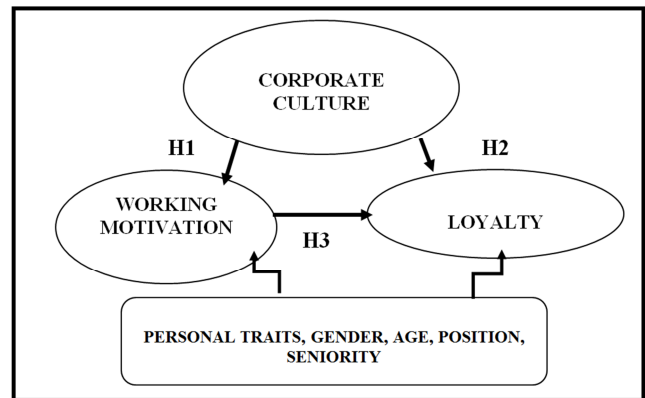 CORPORATE
CULTURE
H1
H2
WORKING
MOTIVATION
LOYALTY
H3
PERSONAL TRAITS, GENDER, AGE, POSITION,
SENIORITY